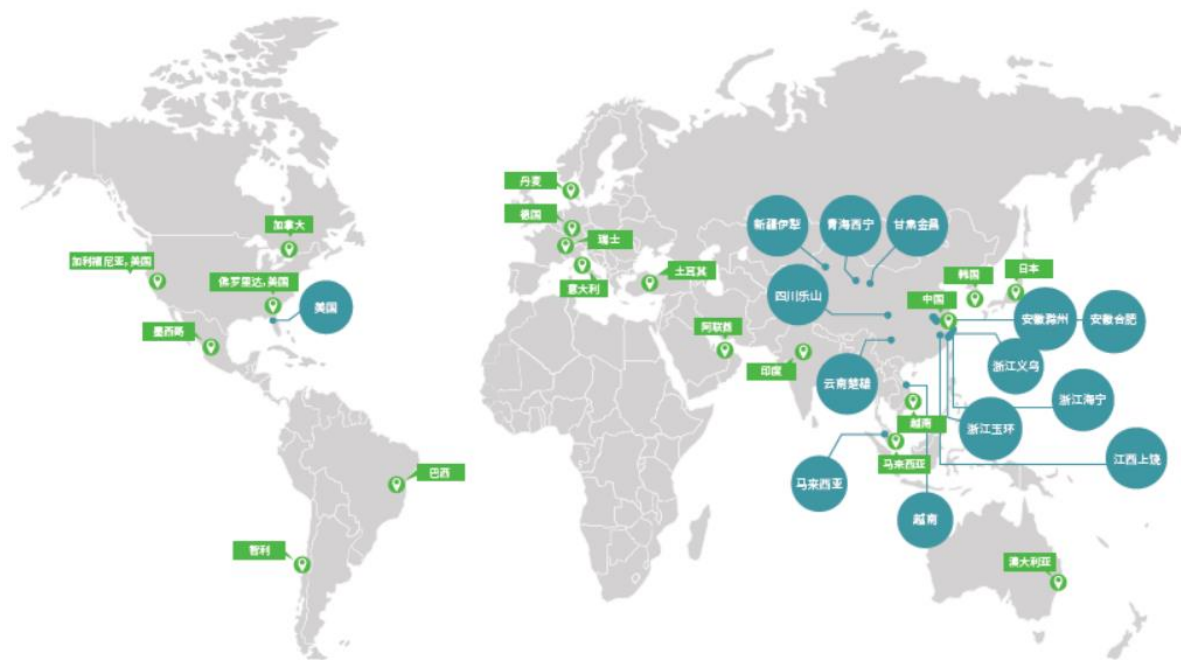 丹麦
德国
新疆伊犁
青海西宁
甘肃金昌
加拿大
瑞士
加利福尼亚,美国
佛罗里达,美国
土耳其
韩国
日本
意大利
四川乐山
中国
美国
安徽滁州
安徽合肥
墨西哥
阿联酋
浙江义乌
印度
云南楚雄
浙江海宁
越南
浙江玉环
马来西亚
江西上饶
巴西
马来西亚
越南
智利
澳大利亚